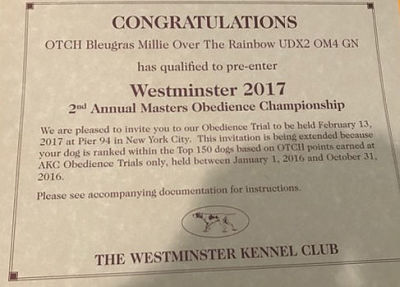 CONGRATULATIONS
OTCH Bleugras Millie Over The Rainbow UDX2 OM4 GN
has qualified to pre-enter
Westminster 2017
2nd Annual Masters Obedience Championship
We are pleased to invite you to our Obedience Trial to be held February 13,
2017 at Pier 94 in New York City. This invitation is being extended because
your dog is ranked within the Top 150 dogs based on OTCH points earned at
AKC Obedience Trials only, held between January 1, 2016 and October 31,
2016.
Please see accompanying documentation for instructions.
THE WESTMINSTER KENNEL CLUB